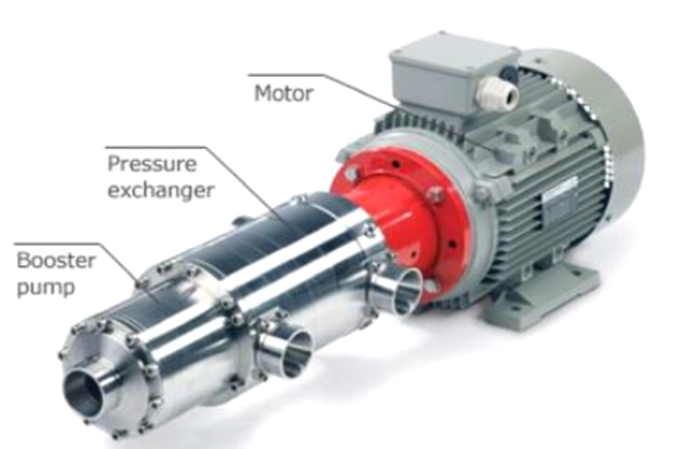 Motor
Pressure
exchanger
Booster
pump